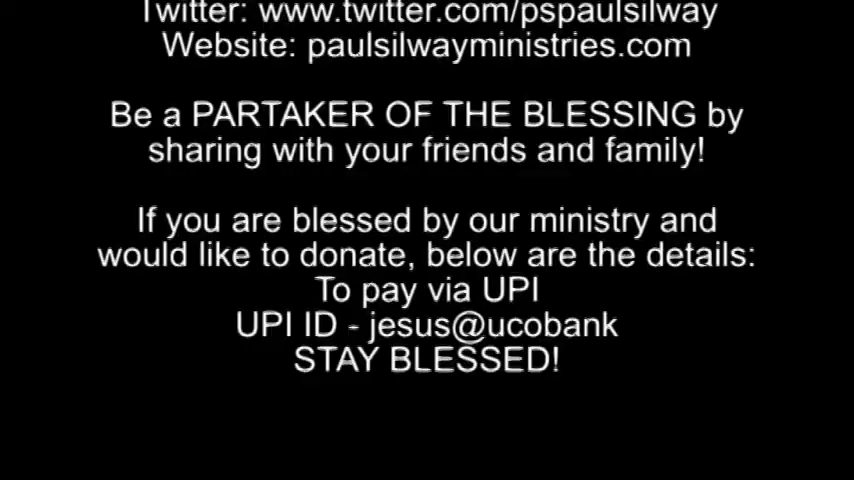 Twitter: www.twitter.com/pspaulsilway
Website: paulsilwayministries.com
Be a PARTAKER OF THE BLESSING by
sharing with your friends and family!
If you are blessed by our ministry and
would like to donate, below are the details:
To pay via UPI
UPI ID - jesus@ucobank
STAY BLESSED!